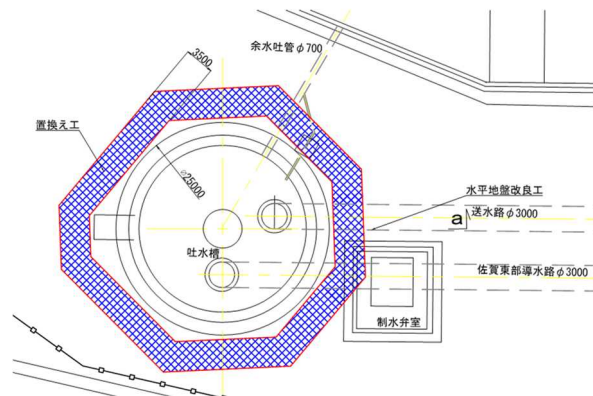 余水吐管φ700
3500
置換え工
φ25000
水平地盤改良工
送水路φ3000
a
吐水槽
佐賀東部導水路φ3000
制水弁室